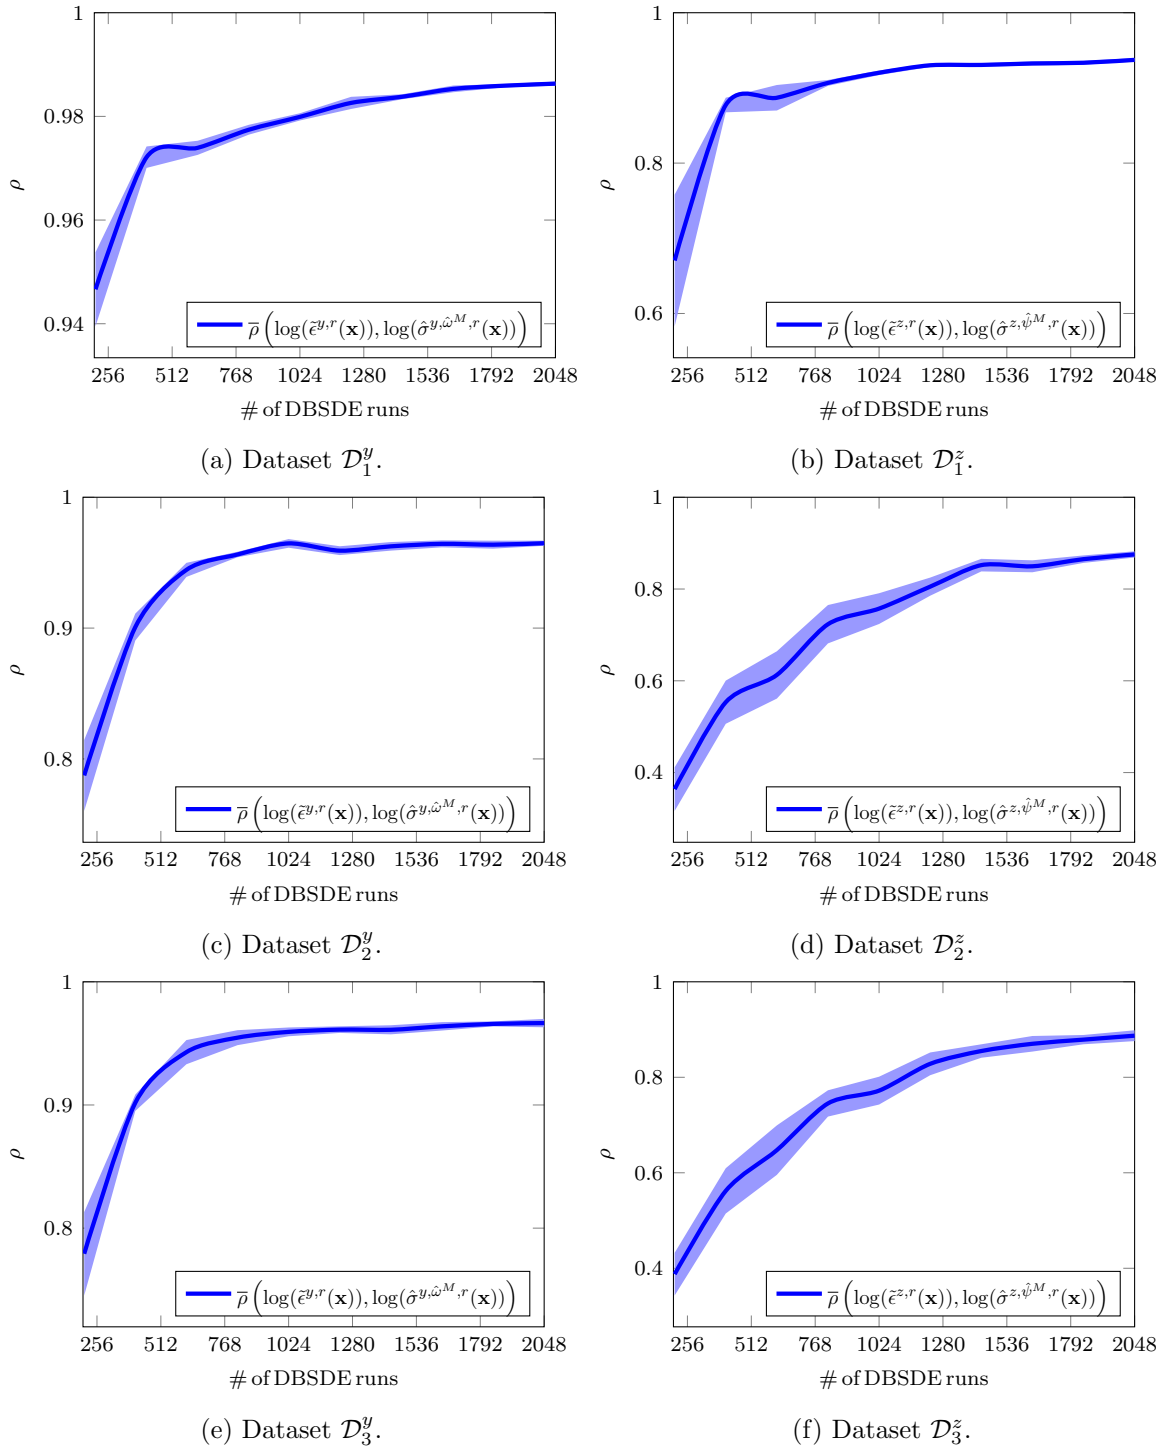 1
0.98
0.96
0.94
ρ
256 512 768 1024 1280 1536 1792 2048
# of DBSDE runs
ρ̅ (log(ϵ̃^{y,r}(𝐱)), log(σ̂^{y,ω̂^M,r}(𝐱)))
(a) Dataset 𝒟₁^y.
1
0.8
0.6
ρ
256 512 768 1024 1280 1536 1792 2048
# of DBSDE runs
ρ̅ (log(ϵ̃^{z,r}(𝐱)), log(σ̂^{z,ψ̂^M,r}(𝐱)))
(b) Dataset 𝒟₁^z.
1
0.9
0.8
ρ
256 512 768 1024 1280 1536 1792 2048
# of DBSDE runs
ρ̅ (log(ϵ̃^{y,r}(𝐱)), log(σ̂^{y,ω̂^M,r}(𝐱)))
(c) Dataset 𝒟₂^y.
1
0.8
0.6
0.4
ρ
256 512 768 1024 1280 1536 1792 2048
# of DBSDE runs
ρ̅ (log(ϵ̃^{z,r}(𝐱)), log(σ̂^{z,ψ̂^M,r}(𝐱)))
(d) Dataset 𝒟₂^z.
1
0.9
0.8
ρ
256 512 768 1024 1280 1536 1792 2048
# of DBSDE runs
ρ̅ (log(ϵ̃^{y,r}(𝐱)), log(σ̂^{y,ω̂^M,r}(𝐱)))
(e) Dataset 𝒟₃^y.
1
0.8
0.6
0.4
ρ
256 512 768 1024 1280 1536 1792 2048
# of DBSDE runs
ρ̅ (log(ϵ̃^{z,r}(𝐱)), log(σ̂^{z,ψ̂^M,r}(𝐱)))
(f) Dataset 𝒟₃^z.